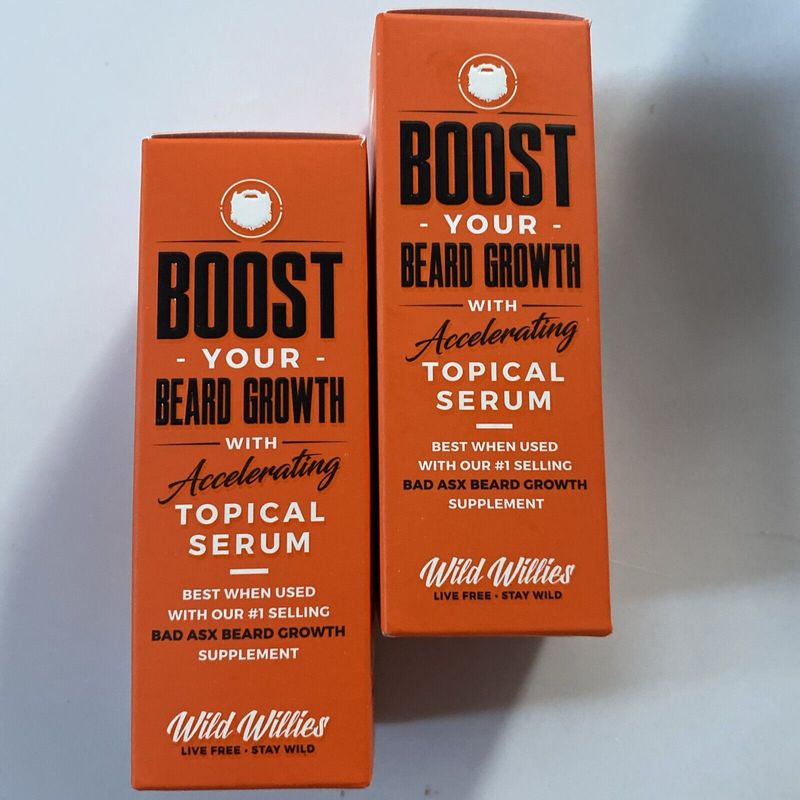 BOOST
- YOUR -
BEARD GROWTH
WITH
Accelerating
TOPICAL
SERUM
BEST WHEN USED
WITH OUR #1 SELLING
BAD ASX BEARD GROWTH
SUPPLEMENT
Wild Willies
LIVE FREE • STAY WILD
BOOST
- YOUR -
BEARD GROWTH
WITH
Accelerating
TOPICAL
SERUM
BEST WHEN USED
WITH OUR #1 SELLING
BAD ASX BEARD GROWTH
SUPPLEMENT
Wild Willies
LIVE FREE • STAY WILD